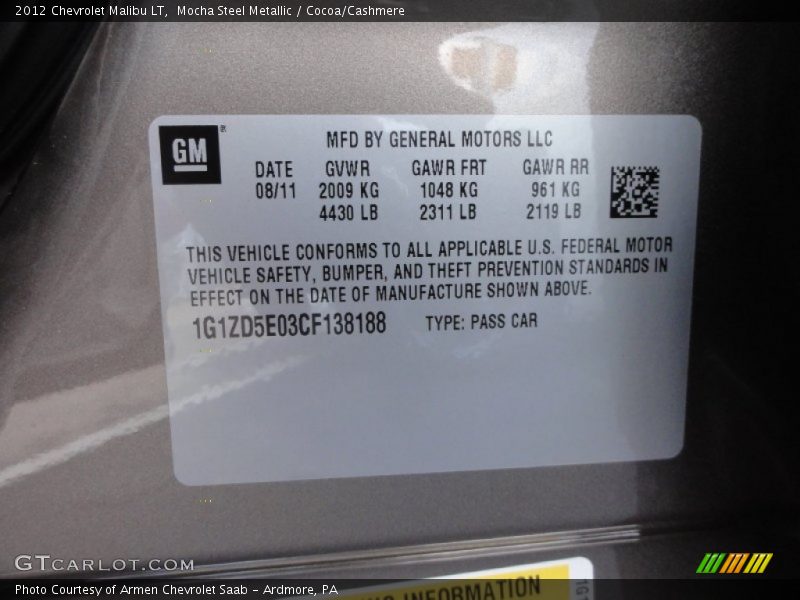 2012 Chevrolet Malibu LT, Mocha Steel Metallic / Cocoa/Cashmere
GM ®
MFD BY GENERAL MOTORS LLC
DATE GVWR GAWR FRT GAWR RR
08/11 2009 KG 1048 KG 961 KG
4430 LB 2311 LB 2119 LB
THIS VEHICLE CONFORMS TO ALL APPLICABLE U.S. FEDERAL MOTOR
VEHICLE SAFETY, BUMPER, AND THEFT PREVENTION STANDARDS IN
EFFECT ON THE DATE OF MANUFACTURE SHOWN ABOVE.
1G1ZD5E03CF138188 TYPE: PASS CAR
GTCARLOT.COM
INFORMATION
Photo Courtesy of Armen Chevrolet Saab - Ardmore, PA